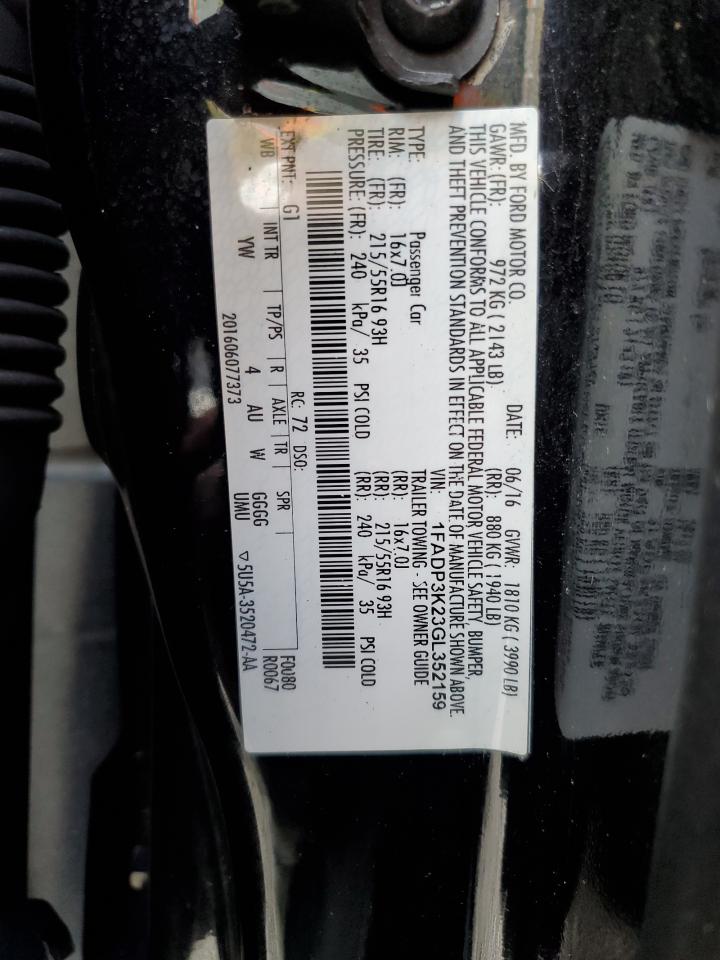 MFD. BY FORD MOTOR CO. DATE: 06/16 GVWR: 1810 KG ( 3990 LB)
GAWR: (FR): 972 KG ( 2143 LB) (RR): 880 KG ( 1940 LB)
THIS VEHICLE CONFORMS TO ALL APPLICABLE FEDERAL MOTOR VEHICLE SAFETY, BUMPER,
AND THEFT PREVENTION STANDARDS IN EFFECT ON THE DATE OF MANUFACTURE SHOWN ABOVE.
VIN: 1FADP3K23GL352159
TYPE: Passenger Car TRAILER TOWING - SEE OWNER GUIDE
RIM: (FR): 16x7.0J (RR): 16x7.0J
TIRE: (FR): 215/55R16 93H (RR): 215/55R16 93H
PRESSURE: (FR): 240 kPa/ 35 PSI COLD (RR): 240 kPa/ 35 PSI COLD
RC: 72 DSO: F0080
EXT PNT: G1 R0067
WB | INT TR | TP/PS | R | AXLE | TR | SPR
YW 4 AU W GGGG
UMU
201606077373 ▽5U5A-3520472-AA